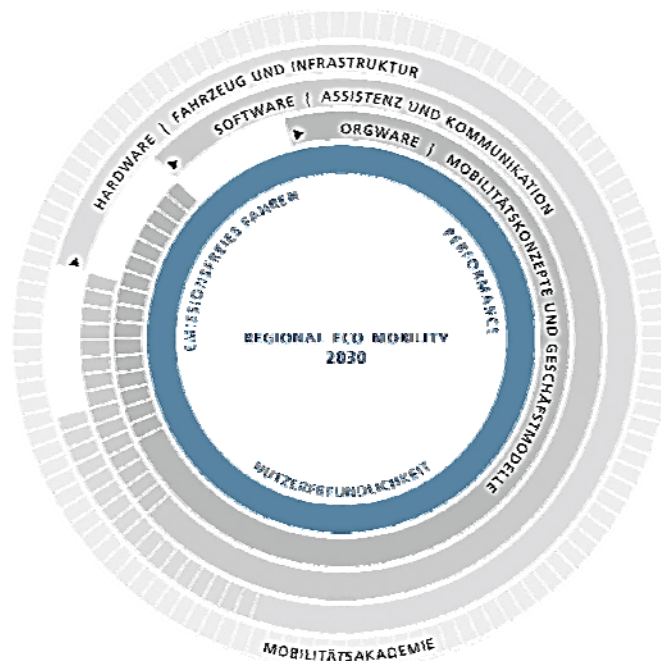 HARDWARE | FAHRZEUG UND INFRASTRUKTUR
SOFTWARE | ASSISTENZ UND KOMMUNIKATION
ORGWARE | MOBILITÄTSKONZEPTE UND GESCHÄFSTMODELLE
EMISSIONSFREIES FAHREN
PERFORMANCE
REGIONAL ECO MOBILITY
2030
NUTZERFREUNDLICHKEIT
MOBILITÄTSAKADEMIE